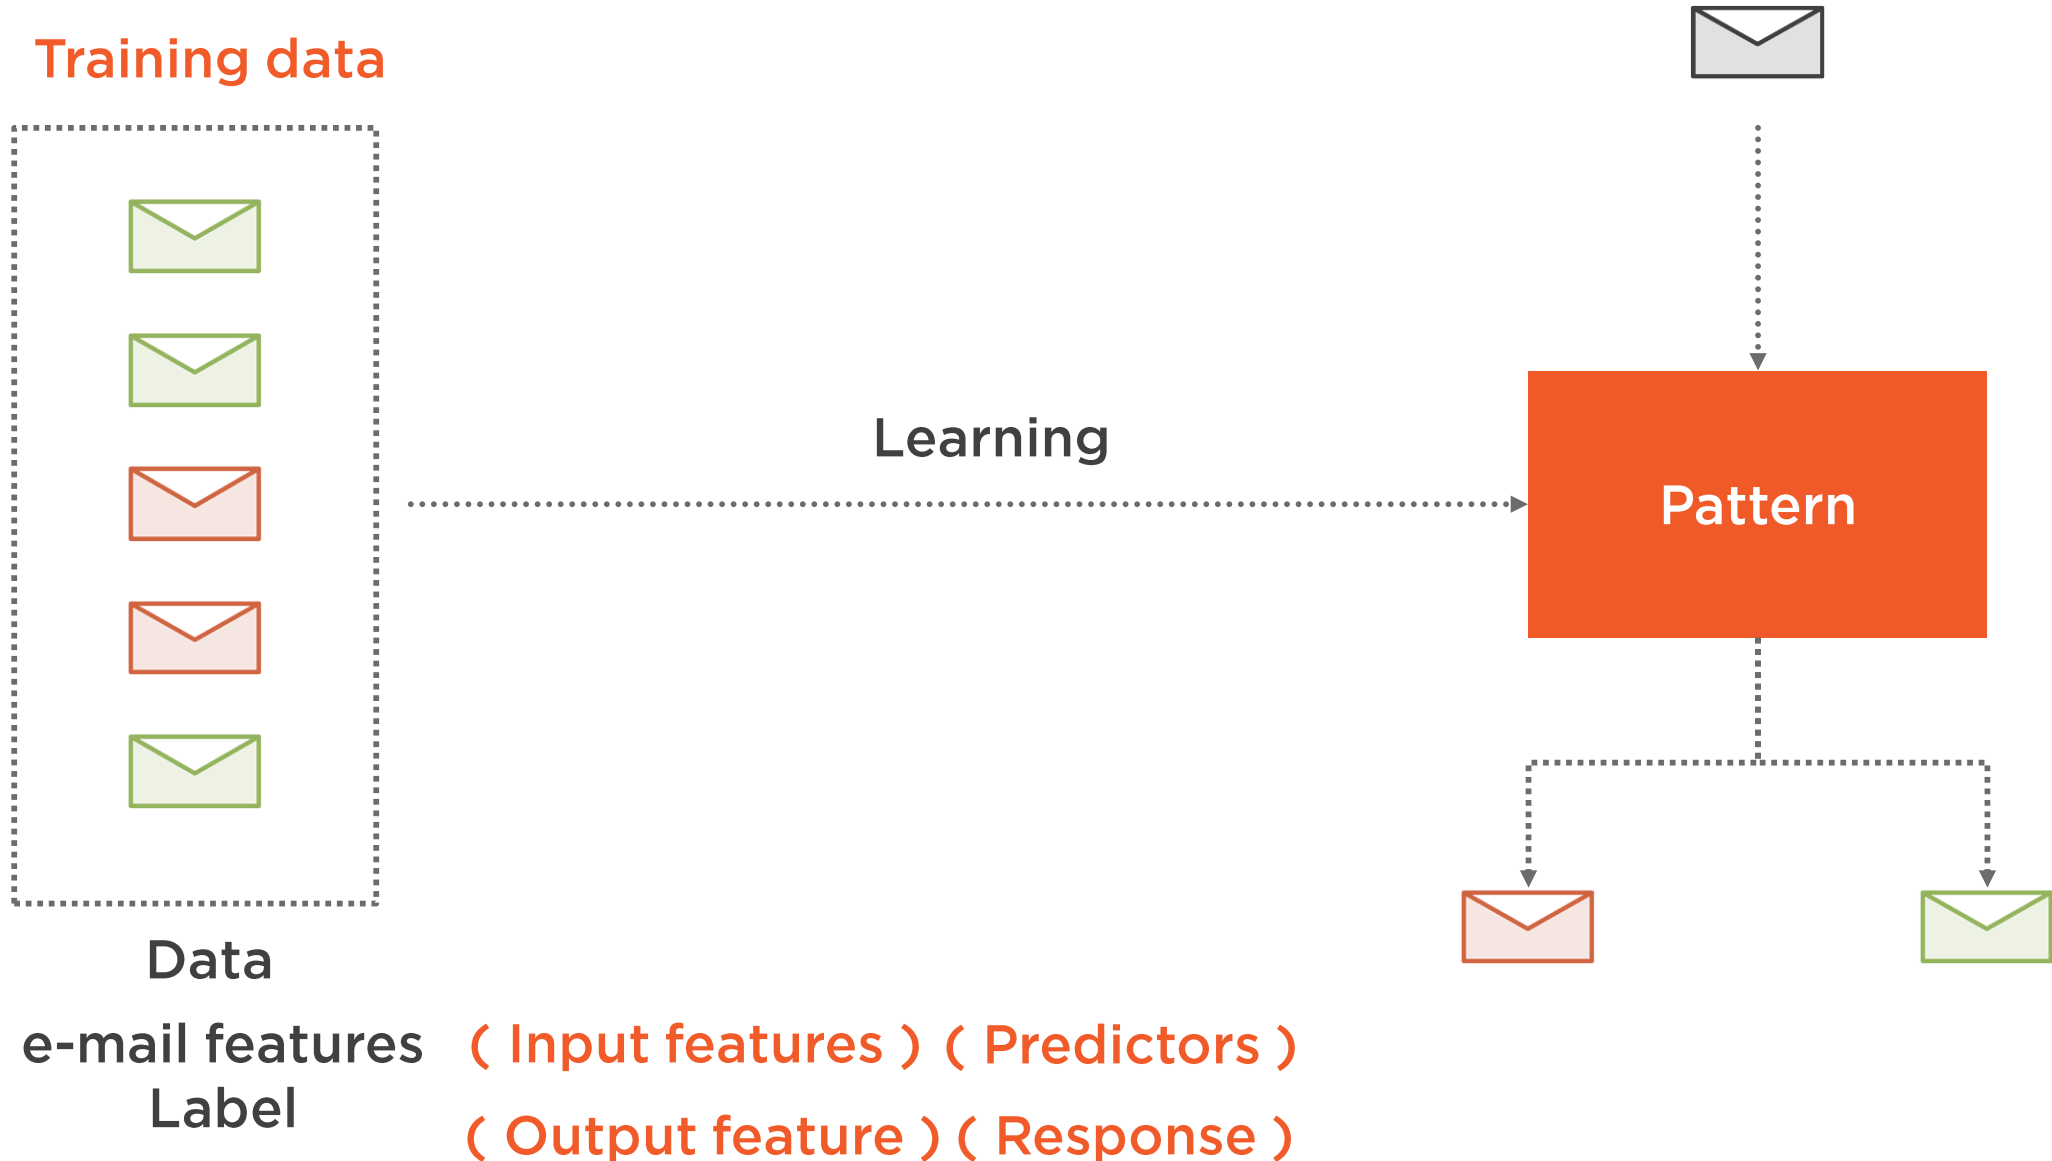 Training data
Learning
Pattern
Data
e-mail features ( Input features ) ( Predictors )
Label
( Output feature ) ( Response )